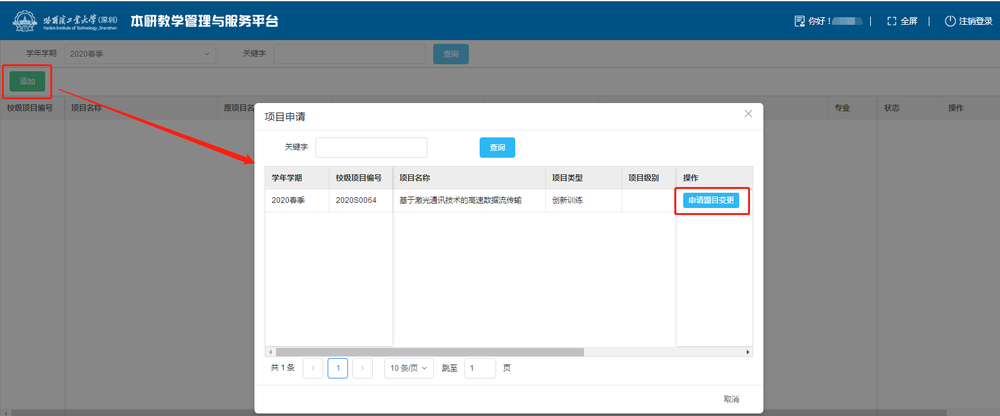 哈爾濱工業大學(深圳)
Harbin Institute of Technology, Shenzhen
本研教学管理与服务平台
你好！
全屏
注销登录
学年学期 2020春季 关键字 查询
添加
校级项目编号 项目名称 原项目名 专业 状态 操作
项目申请
关键字 查询
学年学期 校级项目编号 项目名称 项目类型 项目级别 操作
2020春季 2020S0064 基于激光通讯技术的高速数据流传输 创新训练 申请题目变更
共 1 条 1 10 条/页 跳至 1 页
取消